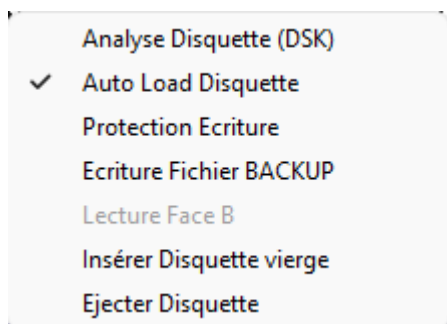 Analyse Disquette (DSK)
Auto Load Disquette
Protection Ecriture
Ecriture Fichier BACKUP
Lecture Face B
Insérer Disquette vierge
Ejecter Disquette